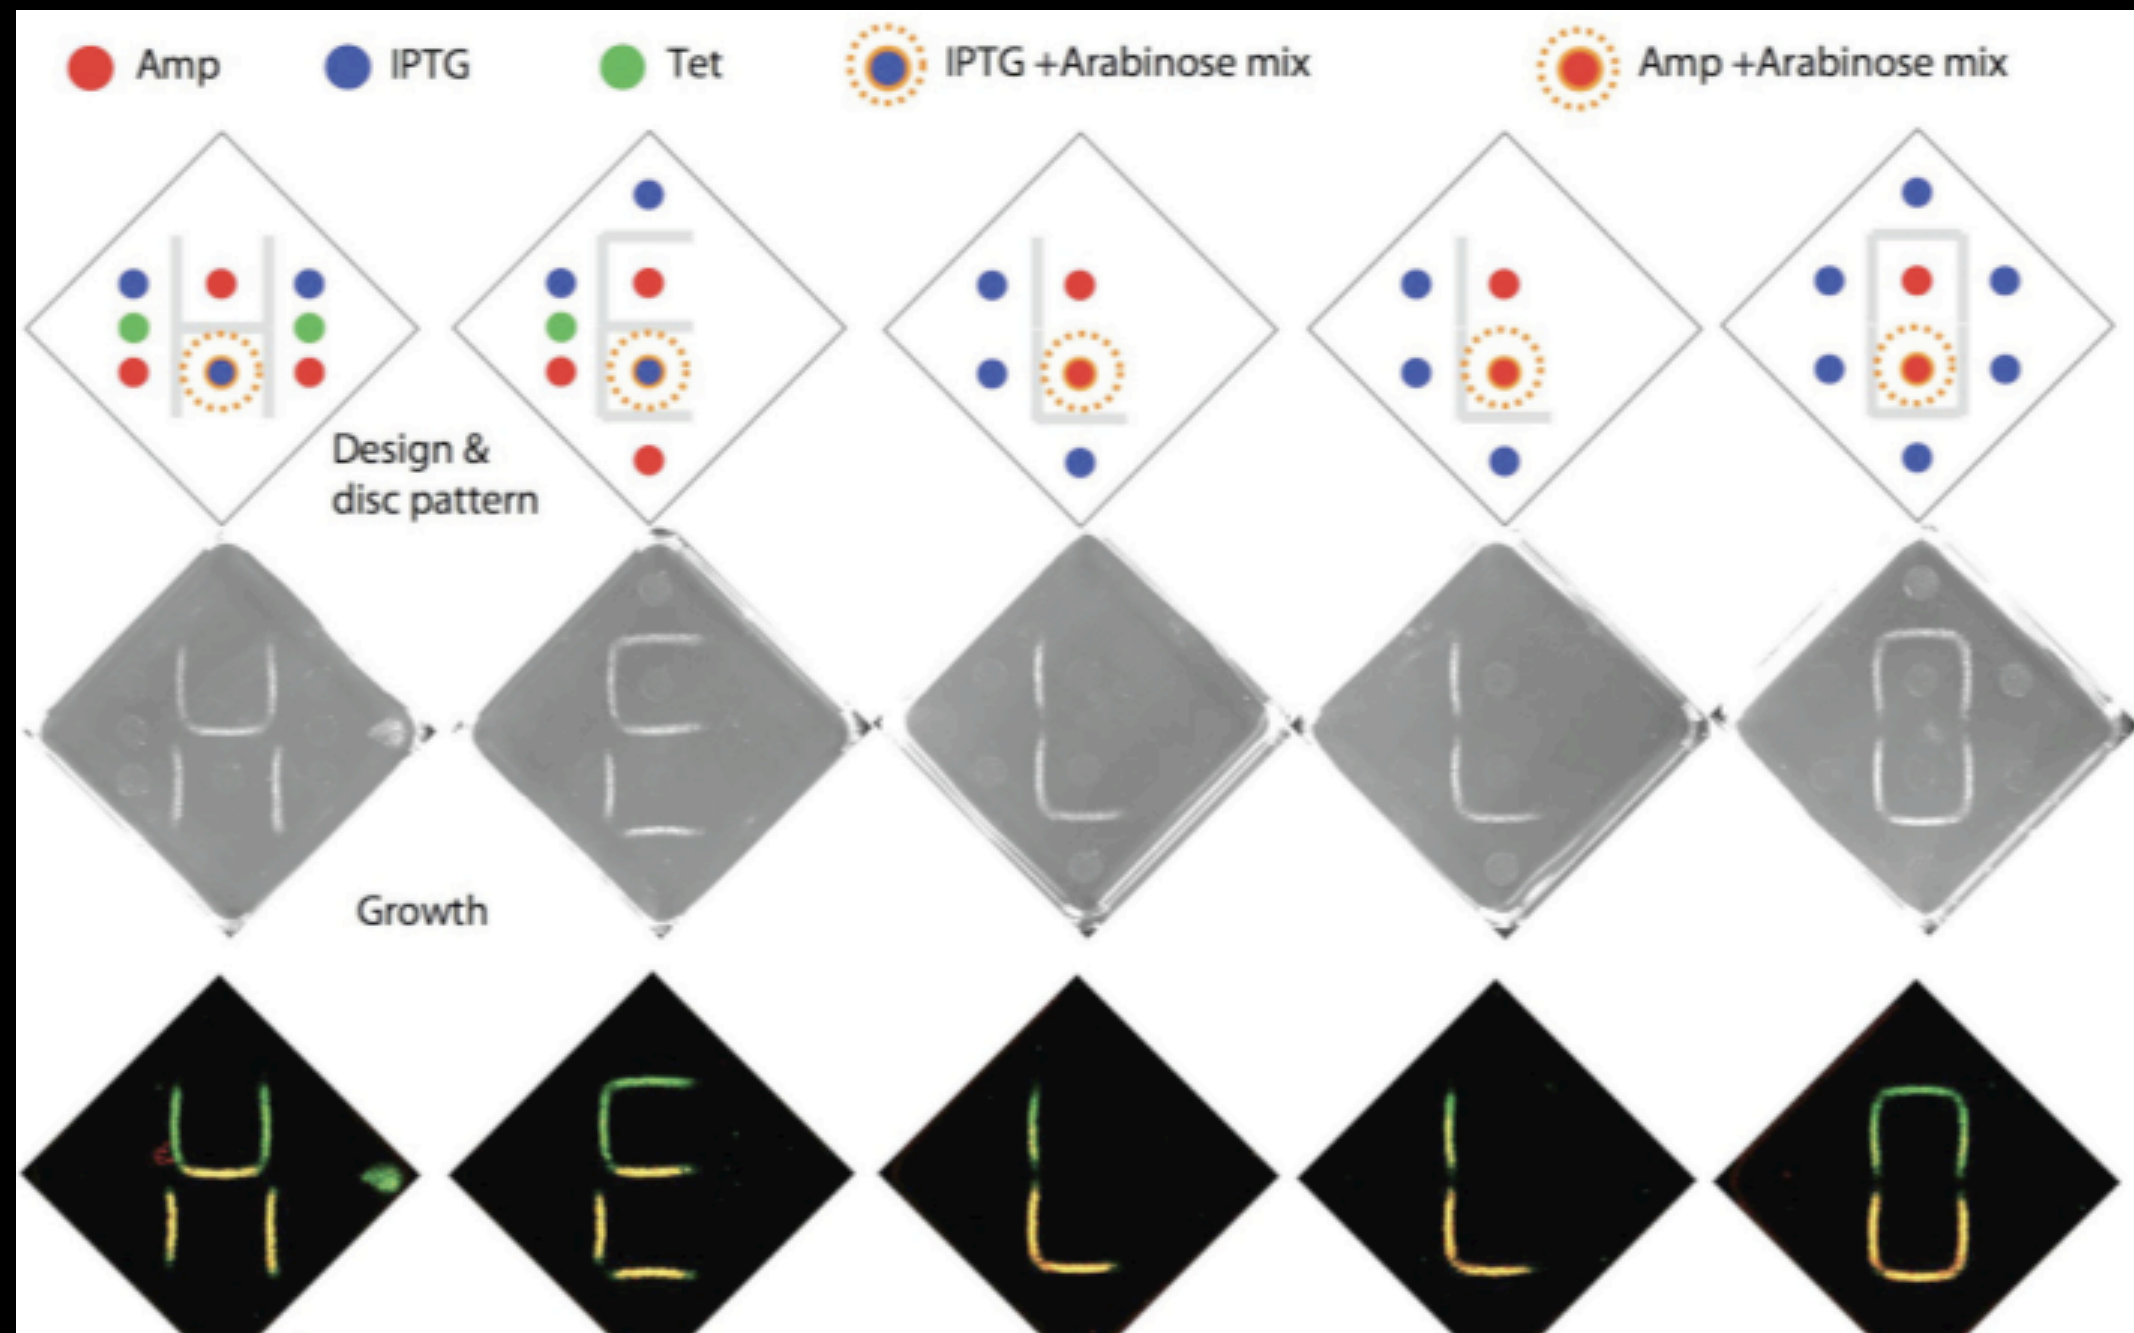 Amp IPTG Tet IPTG +Arabinose mix Amp +Arabinose mix
H E L L O
Design &
disc pattern
H E L L O
Growth
H E L L O